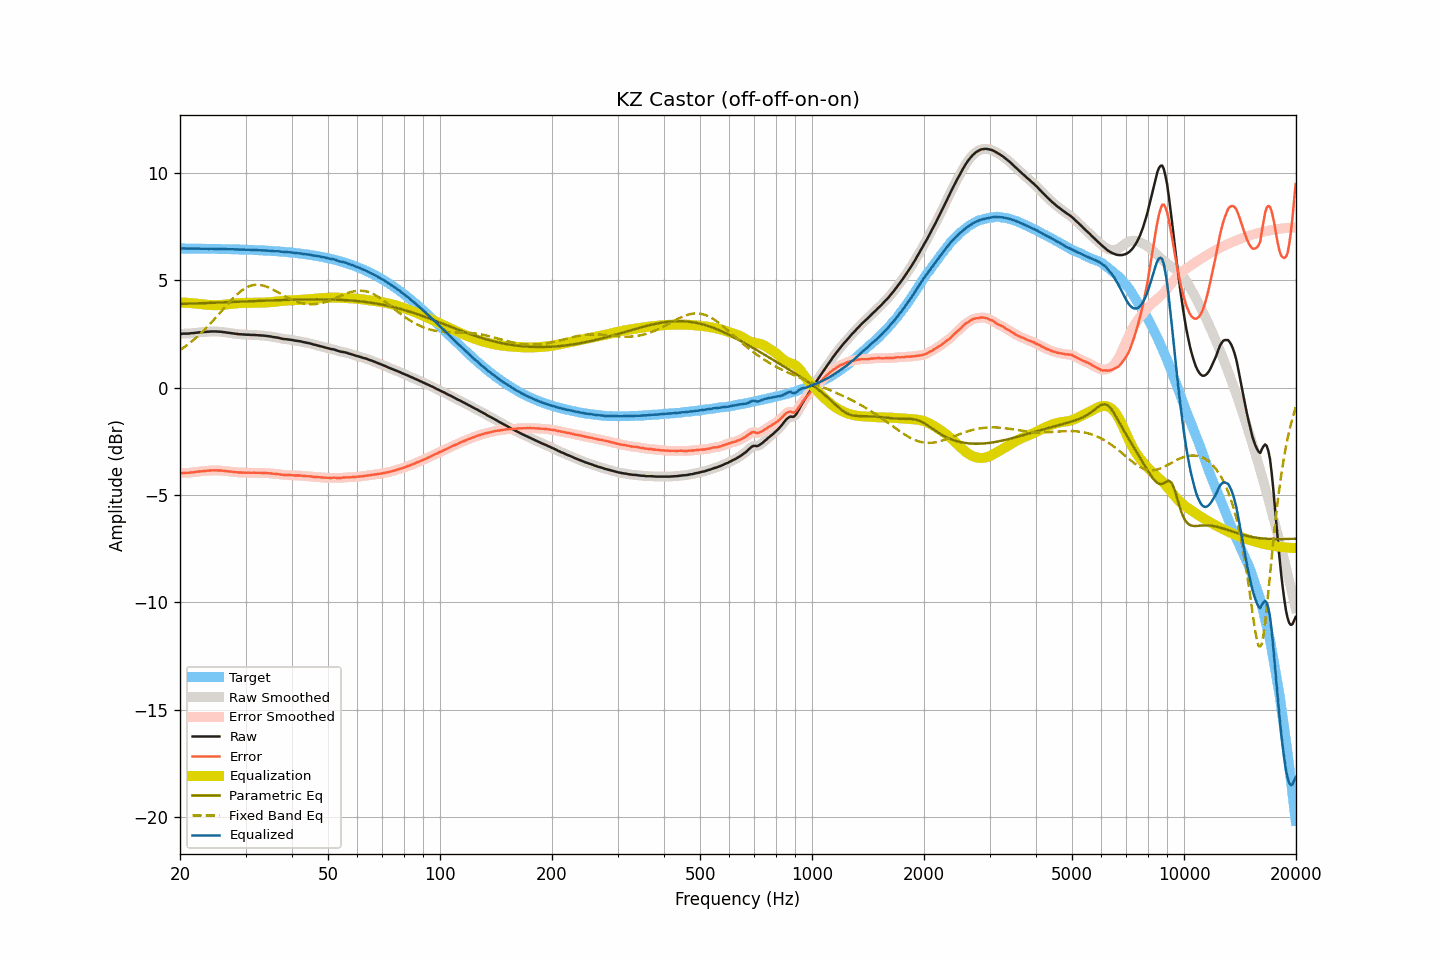 KZ Castor (off-off-on-on)
10
5
0
−5
−10
−15
−20
Amplitude (dBr)
Target
Raw Smoothed
Error Smoothed
Raw
Error
Equalization
Parametric Eq
Fixed Band Eq
Equalized
20 50 100 200 500 1000 2000 5000 10000 20000
Frequency (Hz)